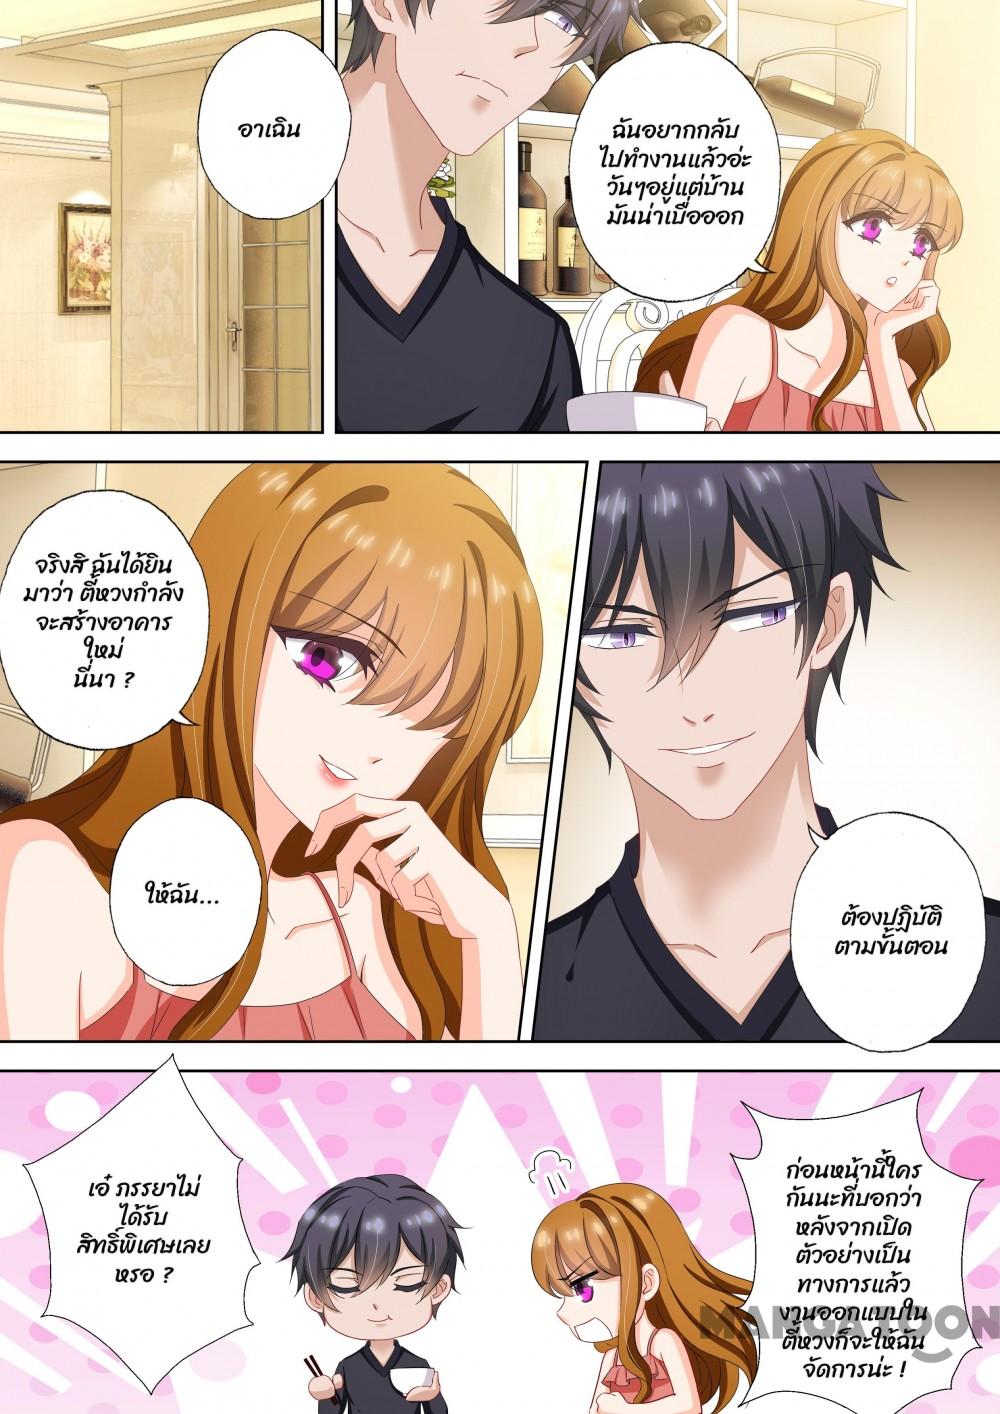 อาเฉิน
ฉันอยากกลับ
ไปทำงานแล้วอ่ะ
วันๆอยู่แต่บ้าน
มันน่าเบื่อออก
จริงสิ ฉันได้ยิน
มาว่า ตี้หวงกำลัง
จะสร้างอาคาร
ใหม่
นี่นา ?
ให้ฉัน...
ต้องปฏิบัติ
ตามขั้นตอน
เอ๋ ภรรยาไม่
ได้รับ
สิทธิ์พิเศษเลย
หรอ ?
ก่อนหน้านี้ใคร
กันนะที่บอกว่า
หลังจากเปิด
ตัวอย่างเป็น
ทางการแล้ว
งานออกแบบใน
ตี้หวงก็จะให้ฉัน
จัดการน่ะ !
MANGATOON